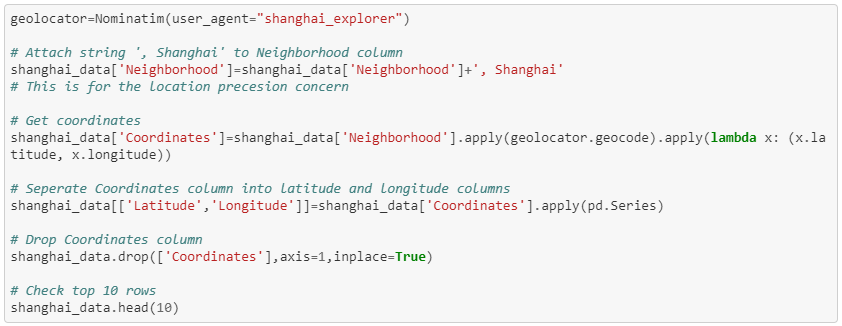 geolocator=Nominatim(user_agent="shanghai_explorer")
# Attach string ', Shanghai' to Neighborhood column
shanghai_data['Neighborhood']=shanghai_data['Neighborhood']+', Shanghai'
# This is for the location precesion concern
# Get coordinates
shanghai_data['Coordinates']=shanghai_data['Neighborhood'].apply(geolocator.geocode).apply(lambda x: (x.la
titude, x.longitude))
# Seperate Coordinates column into latitude and longitude columns
shanghai_data[['Latitude','Longitude']]=shanghai_data['Coordinates'].apply(pd.Series)
# Drop Coordinates column
shanghai_data.drop(['Coordinates'],axis=1,inplace=True)
# Check top 10 rows
shanghai_data.head(10)